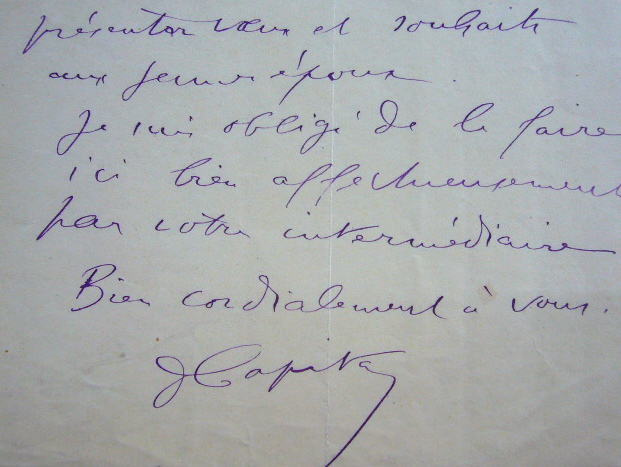 présenter vœux et souhaits
aux jeunes époux.
Je suis obligé de le faire
ici bien affectueusement
par votre intermédiaire
Bien cordialement à vous.
Capitan